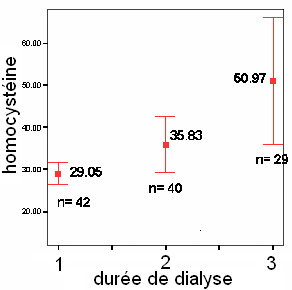 homocystéine
60.00
50.00
40.00
30.00
20.00
29.05
35.83
60.97
n= 42
n= 40
n= 29
1
2
3
durée de dialyse